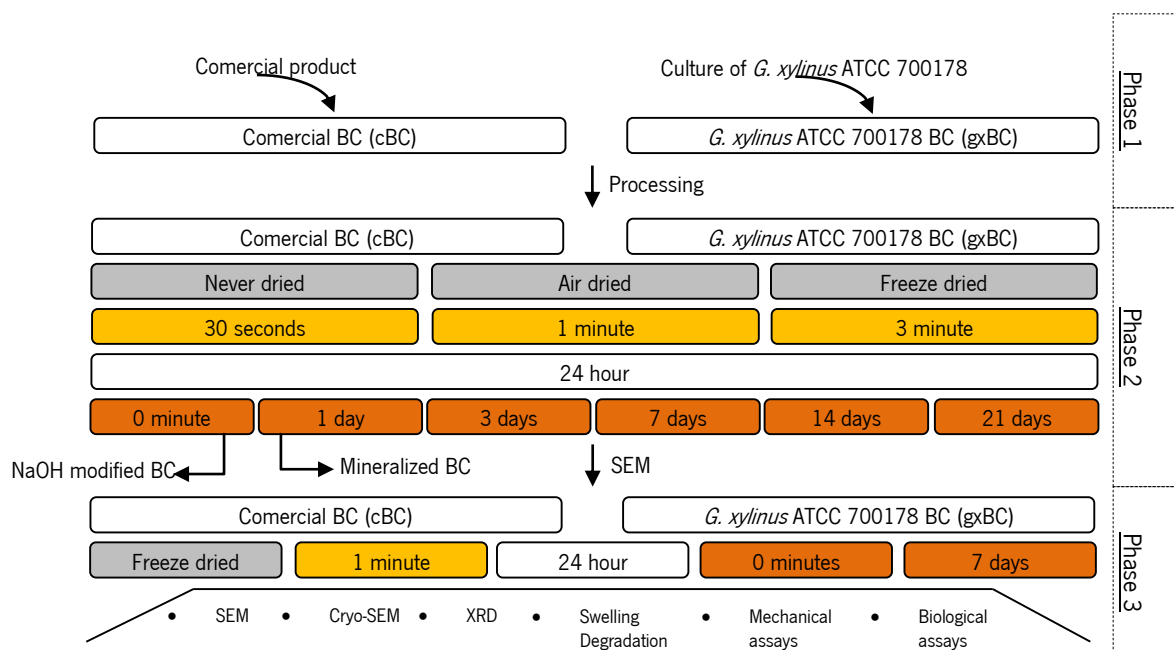 Comercial product
Culture of G. xylinus ATCC 700178
Phase 1
Comercial BC (cBC)
G. xylinus ATCC 700178 BC (gxBC)
Processing
Comercial BC (cBC)
G. xylinus ATCC 700178 BC (gxBC)
Never dried
Air dried
Freeze dried
30 seconds
1 minute
3 minute
Phase 2
24 hour
0 minute
1 day
3 days
7 days
14 days
21 days
NaOH modified BC
Mineralized BC
SEM
Comercial BC (cBC)
G. xylinus ATCC 700178 BC (gxBC)
Phase 3
Freeze dried
1 minute
24 hour
0 minutes
7 days
• SEM
• Cryo-SEM
• XRD
• Swelling
Degradation
• Mechanical
assays
• Biological
assays